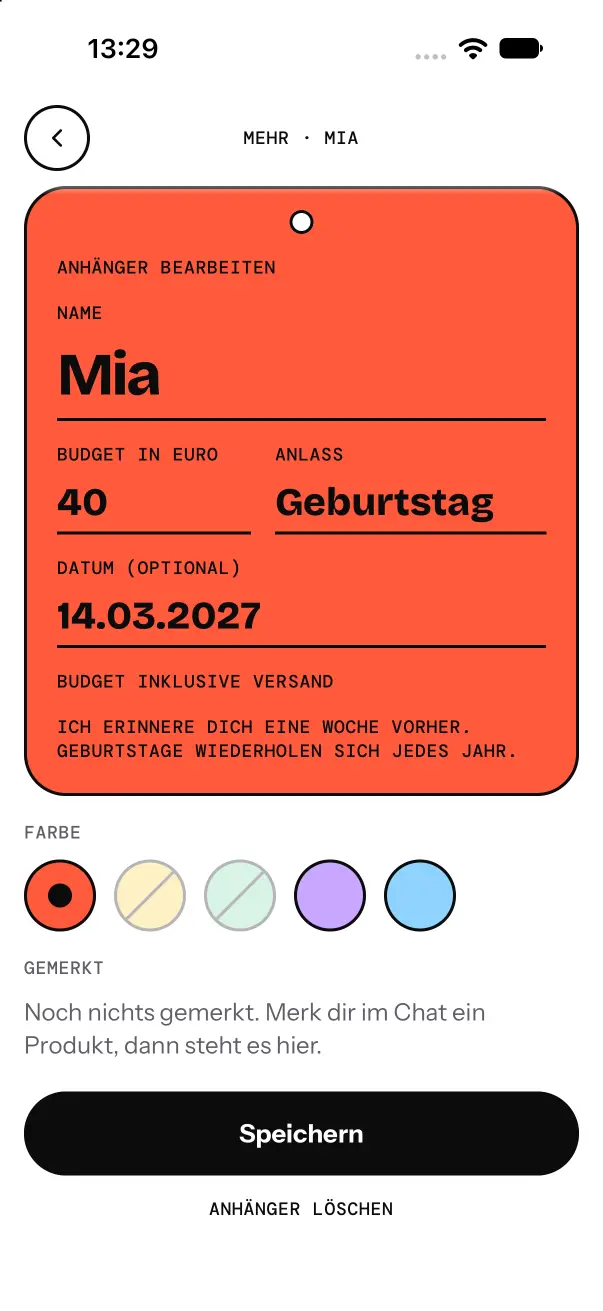 13:29
MEHR · MIA
ANHÄNGER BEARBEITEN
NAME
Mia
BUDGET IN EURO
ANLASS
40
Geburtstag
DATUM (OPTIONAL)
14.03.2027
BUDGET INKLUSIVE VERSAND
ICH ERINNERE DICH EINE WOCHE VORHER.
GEBURTSTAGE WIEDERHOLEN SICH JEDES JAHR.
FARBE
GEMERKT
Noch nichts gemerkt. Merk dir im Chat ein
Produkt, dann steht es hier.
Speichern
ANHÄNGER LÖSCHEN